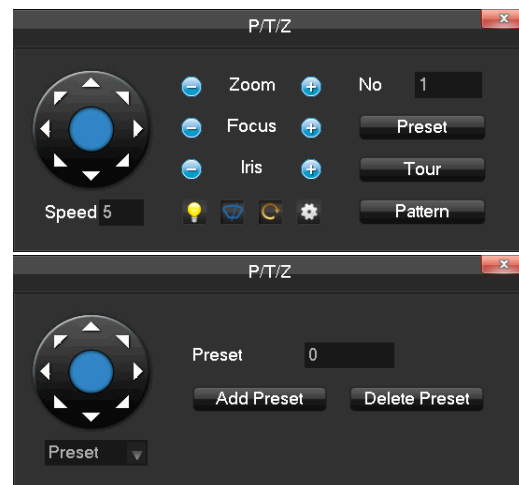 P/T/Z
x
Zoom
No 1
Focus
Preset
Iris
Tour
Speed 5
Pattern
P/T/Z
x
Preset 0
Add Preset
Delete Preset
Preset